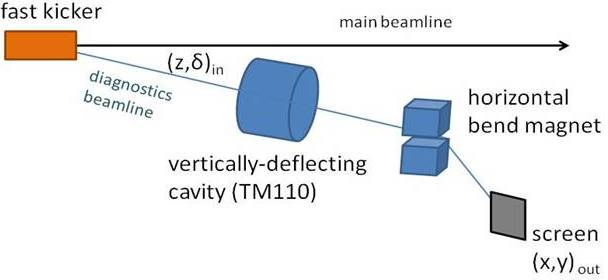 fast kicker
main beamline
(z,δ)in
diagnostics
beamline
horizontal
bend magnet
vertically-deflecting
cavity (TM110)
screen
(x,y)out